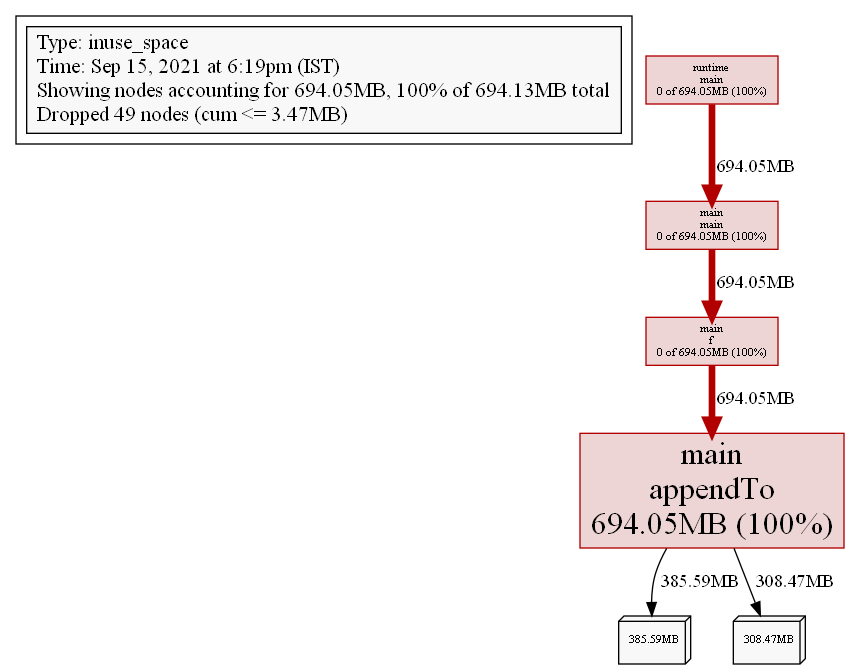 Type: inuse_space
Time: Sep 15, 2021 at 6:19pm (IST)
Showing nodes accounting for 694.05MB, 100% of 694.13MB total
Dropped 49 nodes (cum <= 3.47MB)
runtime
main
0 of 694.05MB (100%)
694.05MB
main
main
0 of 694.05MB (100%)
694.05MB
main
f
0 of 694.05MB (100%)
694.05MB
main
appendTo
694.05MB (100%)
385.59MB
308.47MB
385.59MB
308.47MB